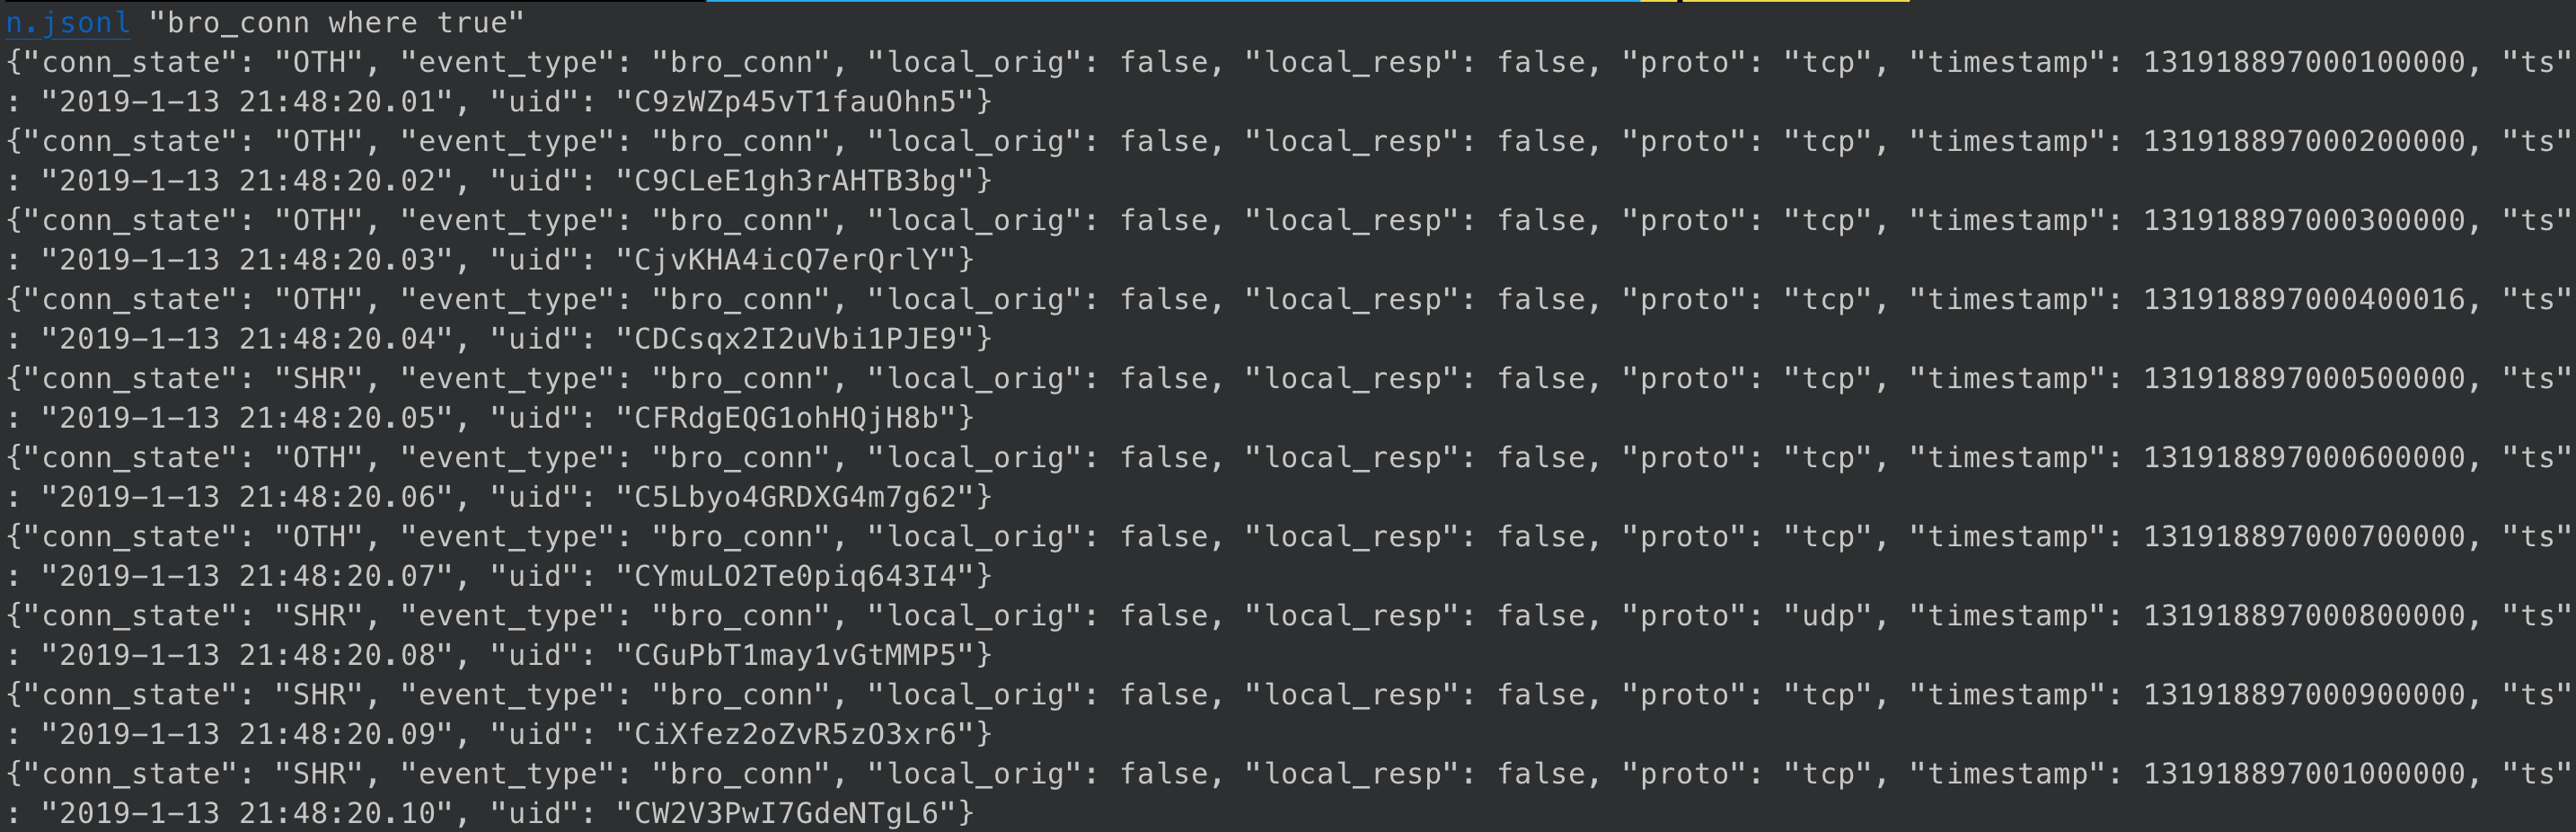 n.jsonl "bro_conn where true"
{"conn_state": "OTH", "event_type": "bro_conn", "local_orig": false, "local_resp": false, "proto": "tcp", "timestamp": 131918897000100000, "ts"
: "2019-1-13 21:48:20.01", "uid": "C9zWZp45vT1fauOhn5"}
{"conn_state": "OTH", "event_type": "bro_conn", "local_orig": false, "local_resp": false, "proto": "tcp", "timestamp": 131918897000200000, "ts"
: "2019-1-13 21:48:20.02", "uid": "C9CLeE1gh3rAHTB3bg"}
{"conn_state": "OTH", "event_type": "bro_conn", "local_orig": false, "local_resp": false, "proto": "tcp", "timestamp": 131918897000300000, "ts"
: "2019-1-13 21:48:20.03", "uid": "CjvKHA4icQ7erQrlY"}
{"conn_state": "OTH", "event_type": "bro_conn", "local_orig": false, "local_resp": false, "proto": "tcp", "timestamp": 131918897000400016, "ts"
: "2019-1-13 21:48:20.04", "uid": "CDCsqx2I2uVbi1PJE9"}
{"conn_state": "SHR", "event_type": "bro_conn", "local_orig": false, "local_resp": false, "proto": "tcp", "timestamp": 131918897000500000, "ts"
: "2019-1-13 21:48:20.05", "uid": "CFRdgEQG1ohHQjH8b"}
{"conn_state": "OTH", "event_type": "bro_conn", "local_orig": false, "local_resp": false, "proto": "tcp", "timestamp": 131918897000600000, "ts"
: "2019-1-13 21:48:20.06", "uid": "C5Lbyo4GRDXG4m7g62"}
{"conn_state": "OTH", "event_type": "bro_conn", "local_orig": false, "local_resp": false, "proto": "tcp", "timestamp": 131918897000700000, "ts"
: "2019-1-13 21:48:20.07", "uid": "CYmuLO2Te0piq643I4"}
{"conn_state": "SHR", "event_type": "bro_conn", "local_orig": false, "local_resp": false, "proto": "udp", "timestamp": 131918897000800000, "ts"
: "2019-1-13 21:48:20.08", "uid": "CGuPbT1may1vGtMMP5"}
{"conn_state": "SHR", "event_type": "bro_conn", "local_orig": false, "local_resp": false, "proto": "tcp", "timestamp": 131918897000900000, "ts"
: "2019-1-13 21:48:20.09", "uid": "CiXfez2oZvR5zO3xr6"}
{"conn_state": "SHR", "event_type": "bro_conn", "local_orig": false, "local_resp": false, "proto": "tcp", "timestamp": 131918897001000000, "ts"
: "2019-1-13 21:48:20.10", "uid": "CW2V3PwI7GdeNTgL6"}